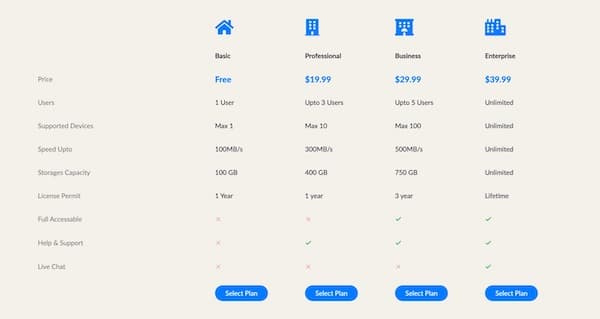 Basic Professional Business Enterprise
Price Free $19.99 $29.99 $39.99
Users 1 User Upto 3 Users Upto 5 Users Unlimited
Supported Devices Max 1 Max 10 Max 100 Unlimited
Speed Upto 100MB/s 300MB/s 500MB/s Unlimited
Storages Capacity 100 GB 400 GB 750 GB Unlimited
License Permit 1 Year 1 year 3 year Lifetime
Full Accessable
Help & Support
Live Chat
Select Plan Select Plan Select Plan Select Plan